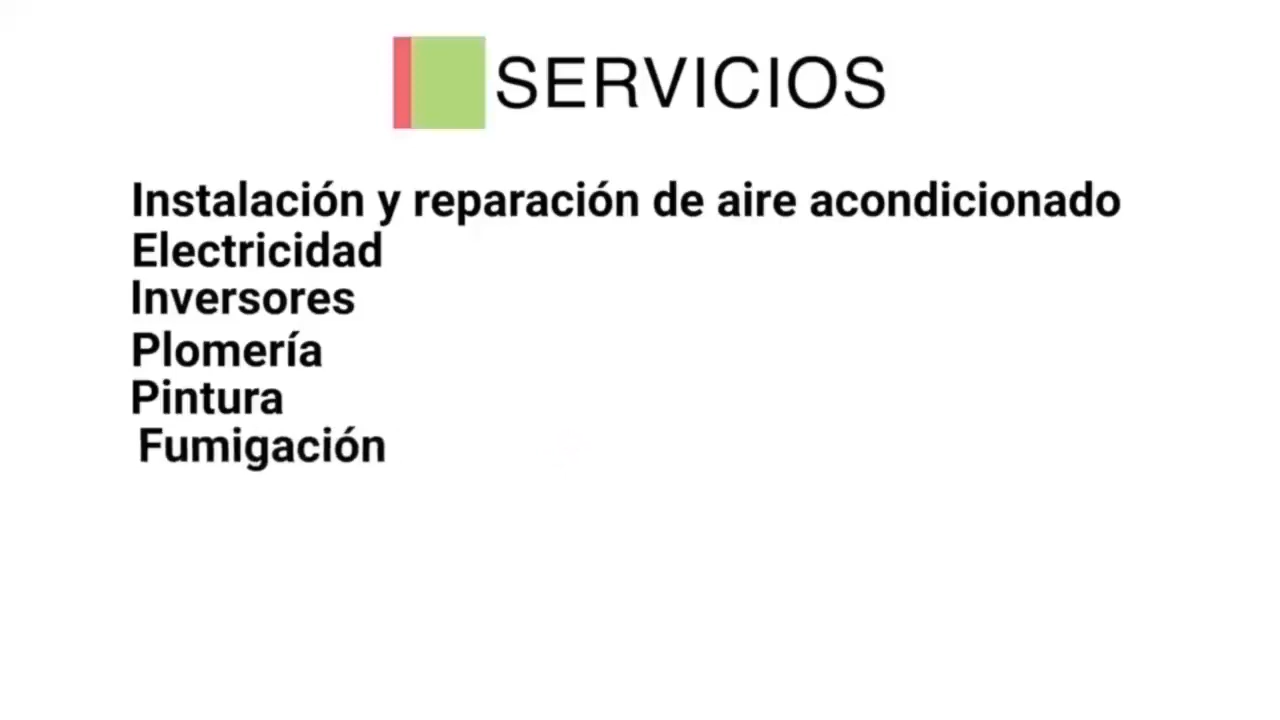 SERVICIOS
Instalación y reparación de aire acondicionado
Electricidad
Inversores
Plomería
Pintura
Fumigación